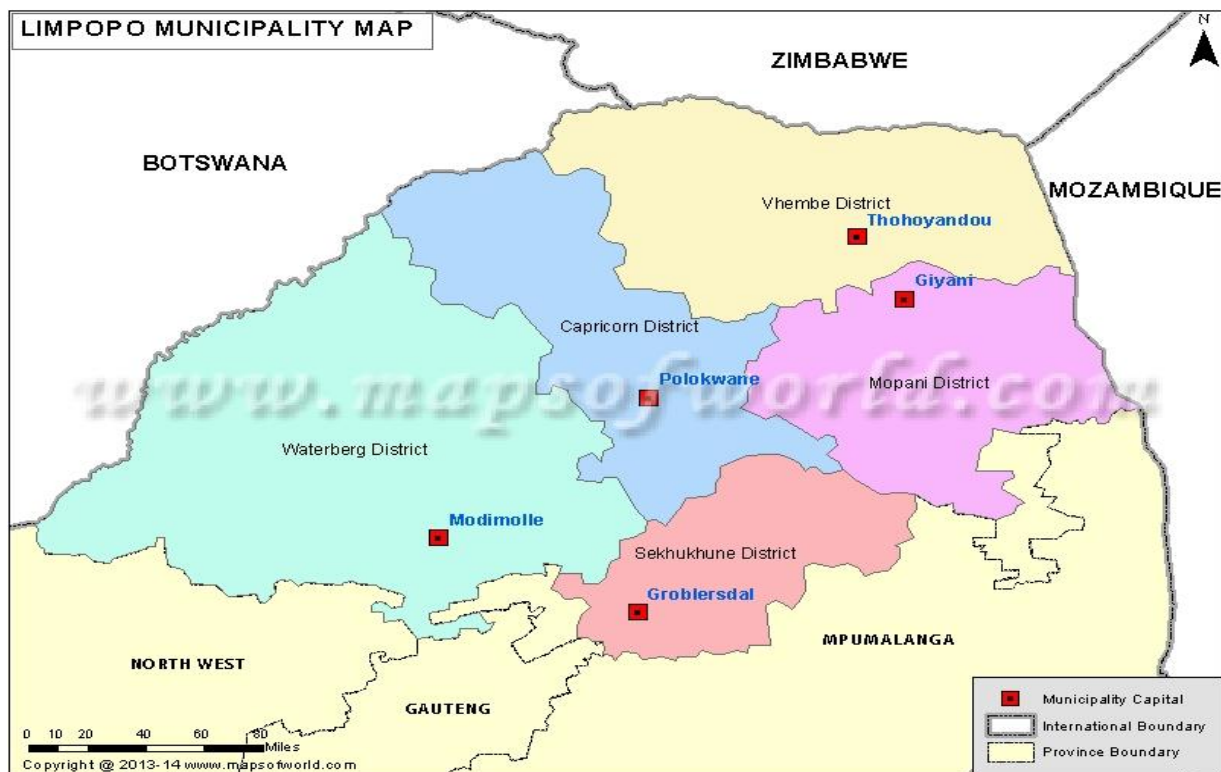 LIMPOPO MUNICIPALITY MAP
N
ZIMBABWE
BOTSWANA
MOZAMBIQUE
Vhembe District
Thohoyandou
Giyani
Capricorn District
Polokwane
Mopani District
www.mapsofworld.com
Waterberg District
Modimolle
Sekhukhune District
Groblersdal
MPUMALANGA
NORTH WEST
GAUTENG
Municipality Capital
International Boundary
Province Boundary
0 10 20 40 60 80
Miles
Copyright @ 2013-14 www.mapsofworld.com